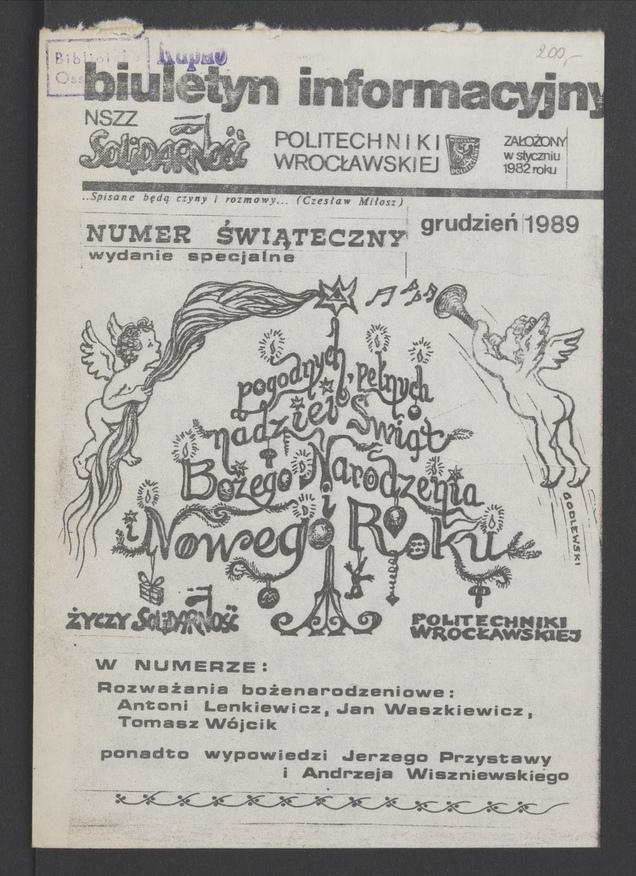 200,-
Kupno
biuletyn informacyjny
NSZZ
SOLIDARNOŚĆ
POLITECHNIKI
WROCŁAWSKIEJ
ZAŁOŻONY
w styczniu
1982 roku
..Spisane będą czyny i rozmowy... (Czesław Miłosz)
NUMER ŚWIĄTECZNY
wydanie specjalne
grudzień 1989
pogodnych, pełnych
nadziei Świąt
Bożego Narodzenia
i
i Nowego Roku
GODLEWSKI
ŻYCZY SOLIDARNOŚĆ
POLITECHNIKI
WROCŁAWSKIEJ
W NUMERZE:
Rozważania bożenarodzeniowe:
Antoni Lenkiewicz, Jan Waszkiewicz,
Tomasz Wójcik
ponadto wypowiedzi Jerzego Przystawy
i Andrzeja Wiszniewskiego